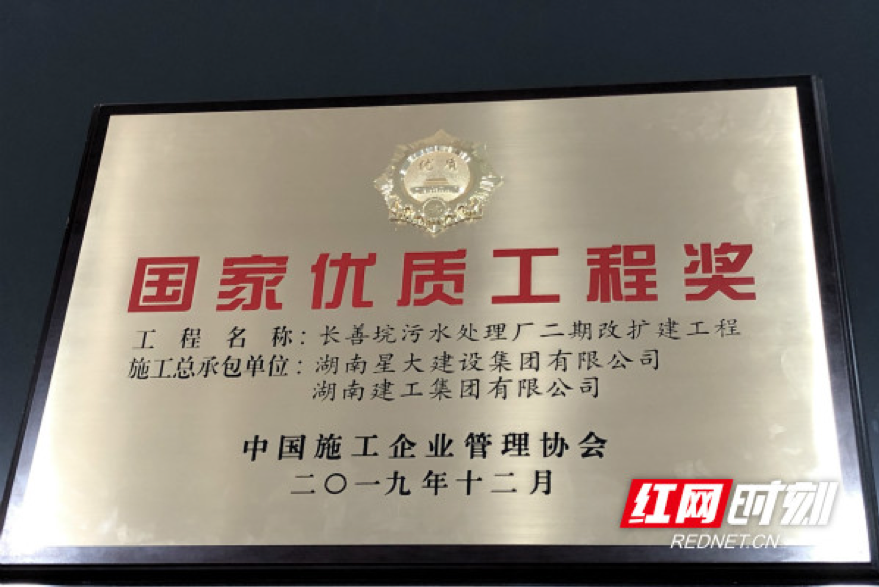 优质
国家优质工程奖
工程名称：长善垸污水处理厂二期改扩建工程
施工总承包单位：湖南星大建设集团有限公司
湖南建工集团有限公司
中国施工企业管理协会
二〇一九年十二月
红网时刻
REDNET.CN